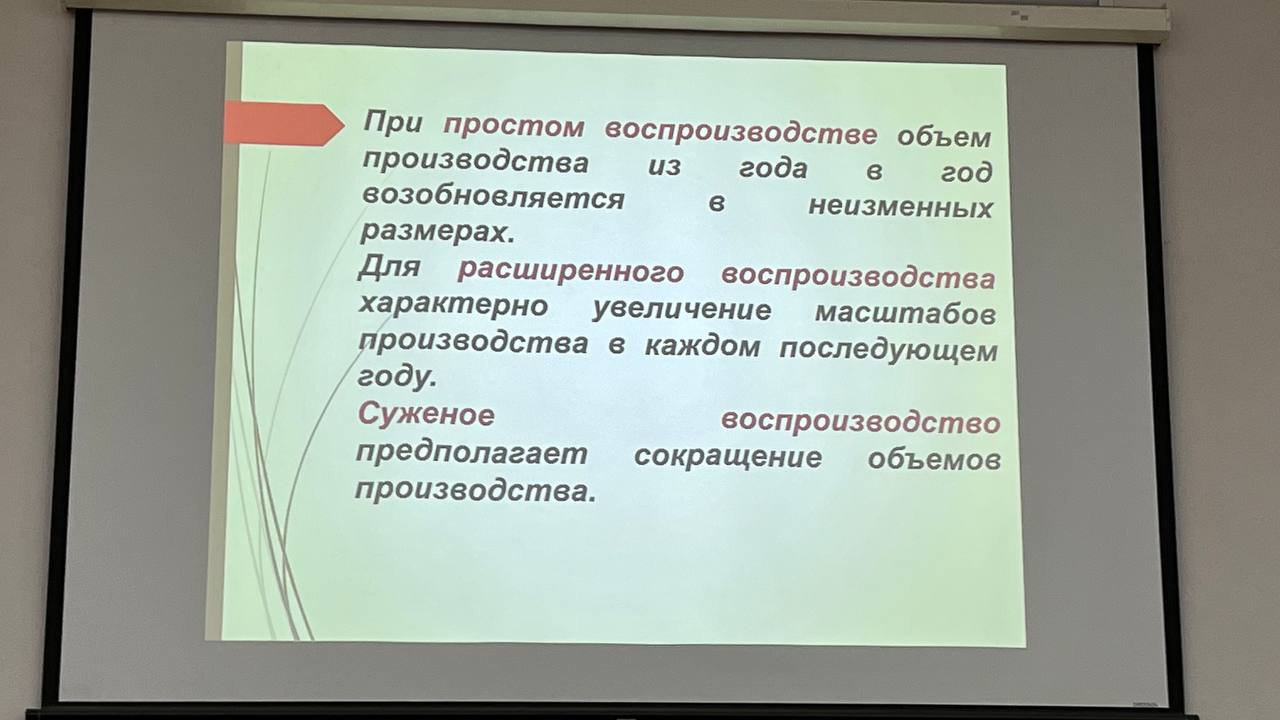 При простом воспроизводстве объем
производства из года в год
возобновляется в неизменных
размерах.
Для расширенного воспроизводства
характерно увеличение масштабов
производства в каждом последующем
году.
Суженое воспроизводство
предполагает сокращение объемов
производства.